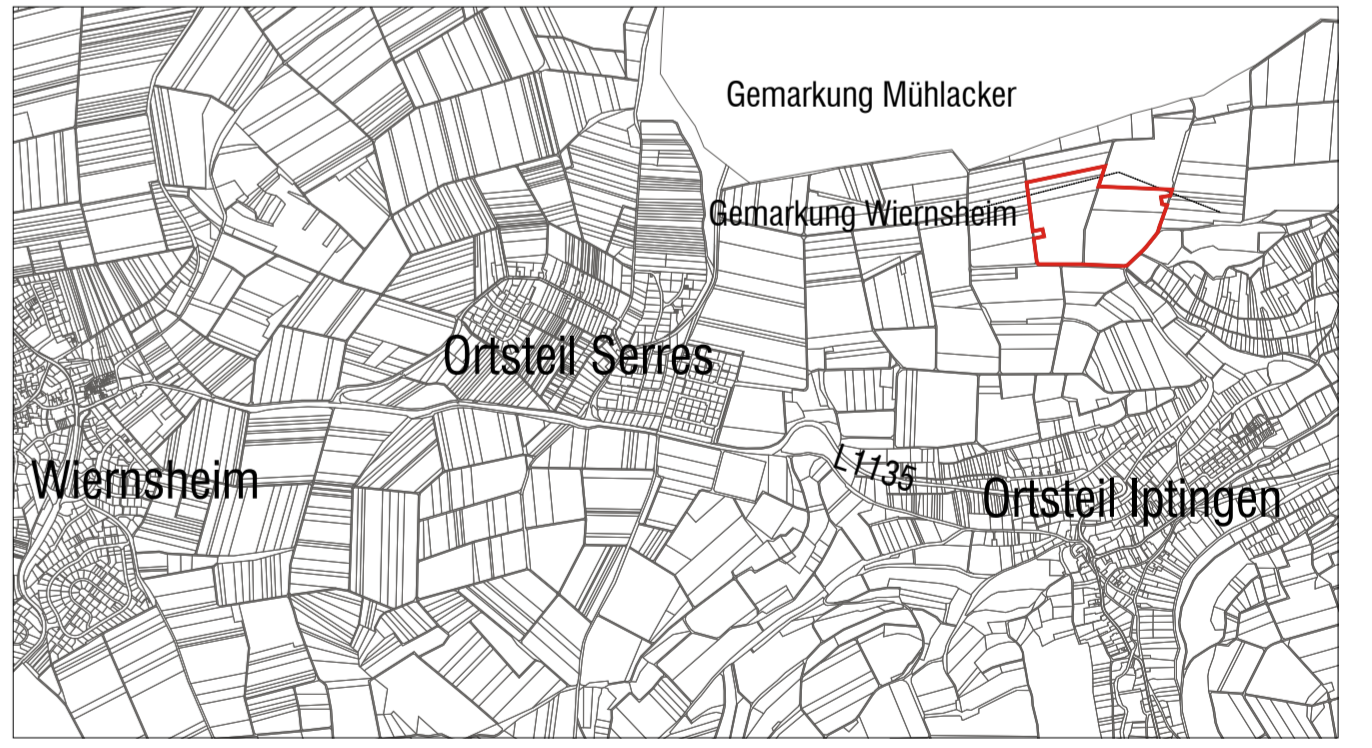 Gemarkung Mühlacker
Gemarkung Wiernsheim
Ortsteil Serres
L1135
Wiernsheim
Ortsteil Iptingen